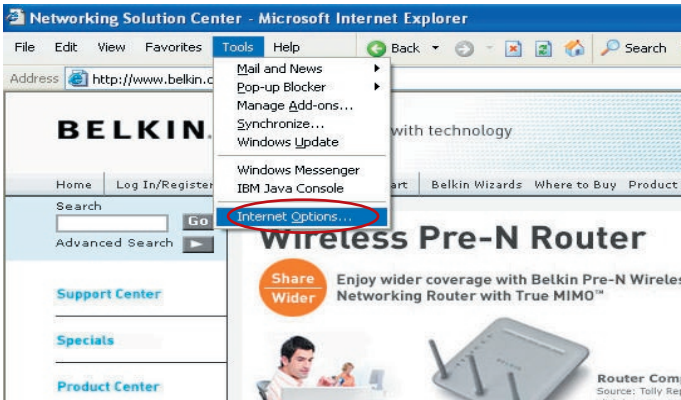 Networking Solution Center - Microsoft Internet Explorer
File Edit View Favorites Tools Help Back Search
Address http://www.belkin.c
Mail and News
Pop-up Blocker
Manage Add-ons...
Synchronize...
Windows Update
Windows Messenger
IBM Java Console
Internet Options...
BELKIN. with technology
Home Log In/Register art Belkin Wizards Where to Buy Product
Search
Go
Advanced Search
Support Center
Specials
Product Center
Wireless Pre-N Router
Share
Wider
Enjoy wider coverage with Belkin Pre-N Wireles
Networking Router with True MIMO™
BELKIN
Router Com
Source: Tolly Rep